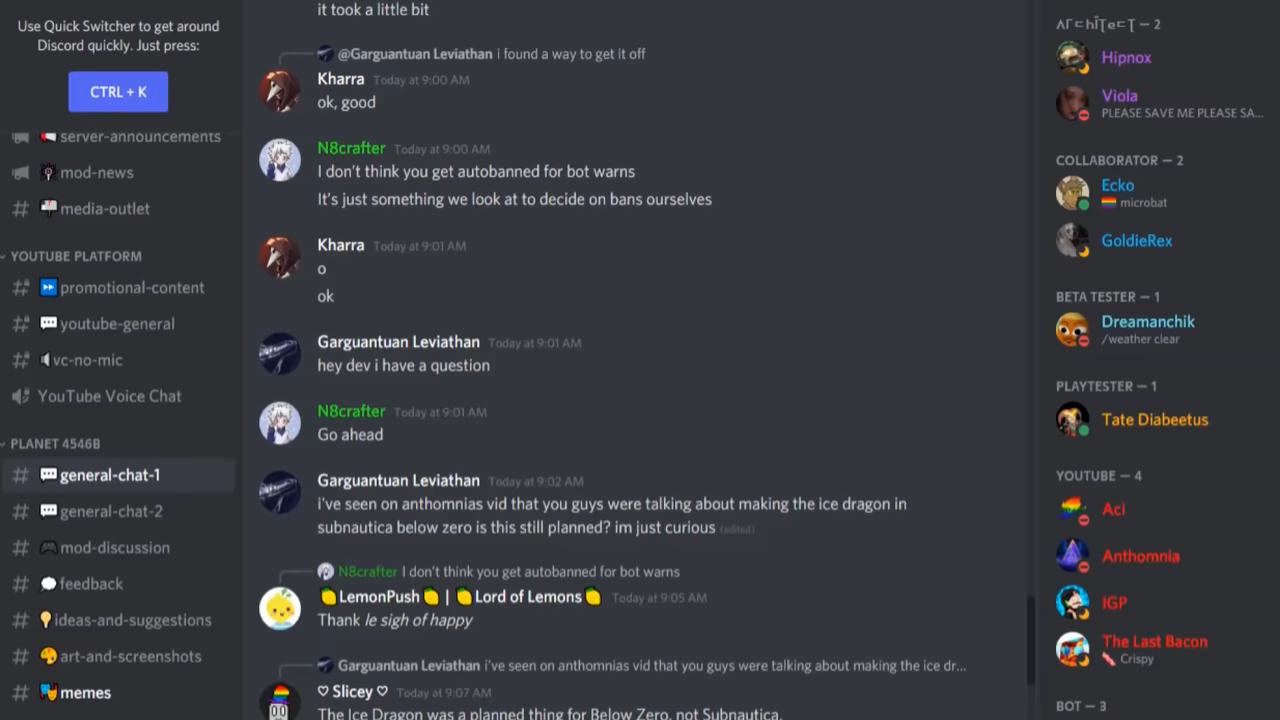 Use Quick Switcher to get around
Discord quickly. Just press:
CTRL + K
server-announcements
mod-news
media-outlet
YOUTUBE PLATFORM
promotional-content
youtube-general
vc-no-mic
YouTube Voice Chat
PLANET 4546B
general-chat-1
general-chat-2
mod-discussion
feedback
ideas-and-suggestions
art-and-screenshots
memes
it took a little bit
@Garguantuan Leviathan i found a way to get it off
Kharra Today at 9:00 AM
ok, good
N8crafter Today at 9:00 AM
I don't think you get autobanned for bot warns
It's just something we look at to decide on bans ourselves
Kharra Today at 9:01 AM
o
ok
Garguantuan Leviathan Today at 9:01 AM
hey dev i have a question
N8crafter Today at 9:01 AM
Go ahead
Garguantuan Leviathan Today at 9:02 AM
i've seen on anthomnias vid that you guys were talking about making the ice dragon in
subnautica below zero is this still planned? im just curious (edited)
N8crafter I don't think you get autobanned for bot warns
🍋LemonPush🍋 | 🍋Lord of Lemons🍋 Today at 9:05 AM
Thank le sigh of happy
Garguantuan Leviathan i've seen on anthomnias vid that you guys were talking about making the ice dr...
♡ Slicey ♡ Today at 9:07 AM
The Ice Dragon was a planned thing for Below Zero, not Subnautica.
— 2
Hipnox
Viola
PLEASE SAVE ME PLEASE SA...
COLLABORATOR — 2
Ecko
microbat
GoldieRex
BETA TESTER — 1
Dreamanchik
/weather clear
PLAYTESTER — 1
Tate Diabeetus
YOUTUBE — 4
Aci
Anthomnia
IGP
The Last Bacon
🥓 Crispy
BOT — 3